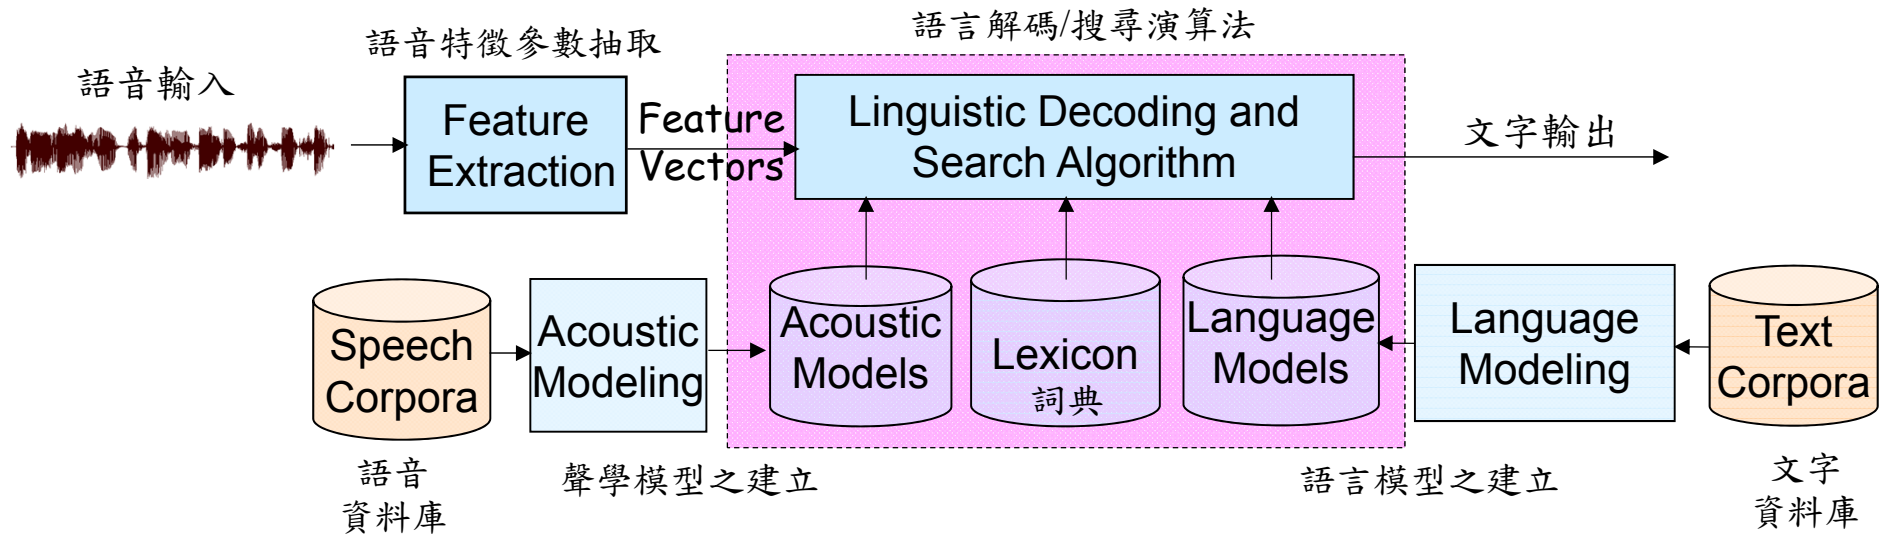 語音輸入
語音特徵參數抽取
語言解碼/搜尋演算法
Feature
Extraction
Feature
Vectors
Linguistic Decoding and
Search Algorithm
文字輸出
Speech
Corpora
Acoustic
Modeling
Acoustic
Models
Lexicon
詞典
Language
Models
Language
Modeling
Text
Corpora
語音
資料庫
聲學模型之建立
語言模型之建立
文字
資料庫